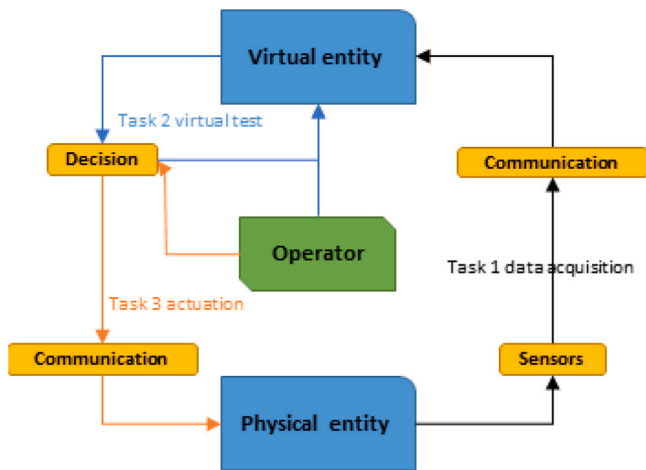 Virtual entity
Task 2 virtual test
Decision
Communication
Operator
Task 1 data acquisition
Task 3 actuation
Communication
Sensors
Physical entity